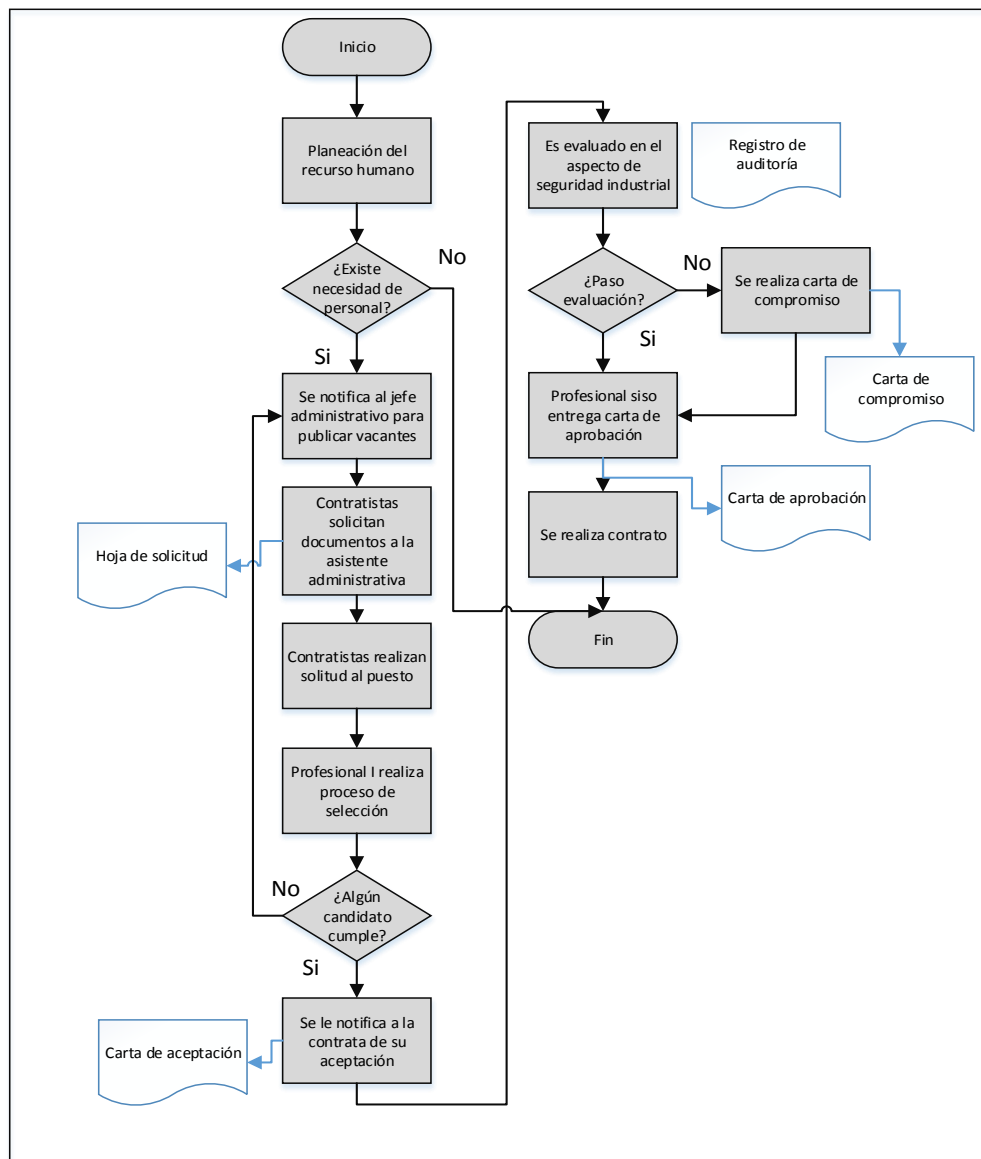 Inicio
Planeación del
recurso humano
¿Existe
necesidad de
personal?
No
Si
Se notifica al jefe
administrativo para
publicar vacantes
Contratistas
solicitan
documentos a la
asistente
administrativa
Hoja de solicitud
Contratistas realizan
solitud al puesto
Profesional I realiza
proceso de
selección
¿Algún
candidato
cumple?
No
Si
Se le notifica a la
contrata de su
aceptación
Carta de aceptación
Es evaluado en el
aspecto de
seguridad industrial
Registro de
auditoría
¿Paso
evaluación?
No
Se realiza carta de
compromiso
Si
Carta de
compromiso
Profesional siso
entrega carta de
aprobación
Carta de aprobación
Se realiza contrato
Fin